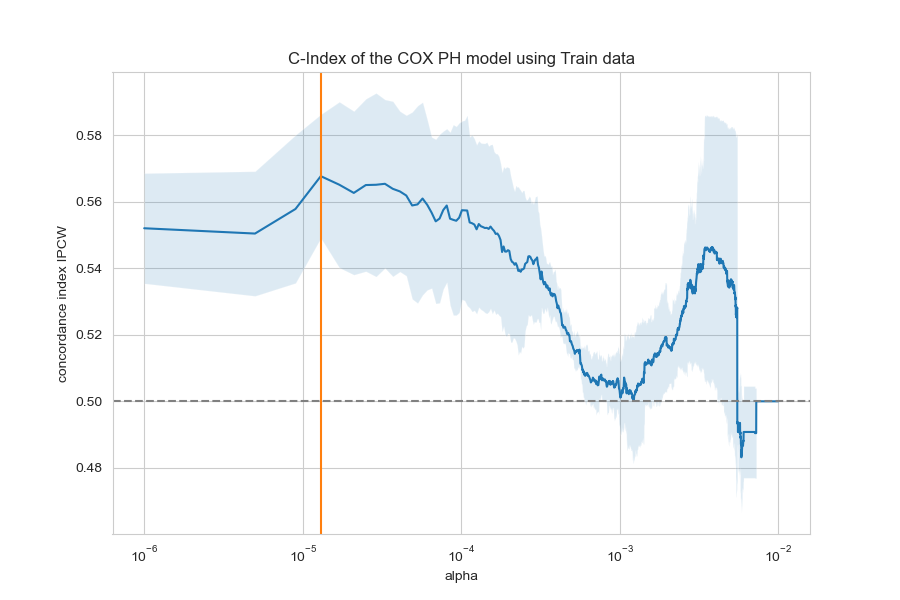 C-Index of the COX PH model using Train data
concordance index IPCW
0.58
0.56
0.54
0.52
0.50
0.48
10⁻⁶ 10⁻⁵ 10⁻⁴ 10⁻³ 10⁻²
alpha